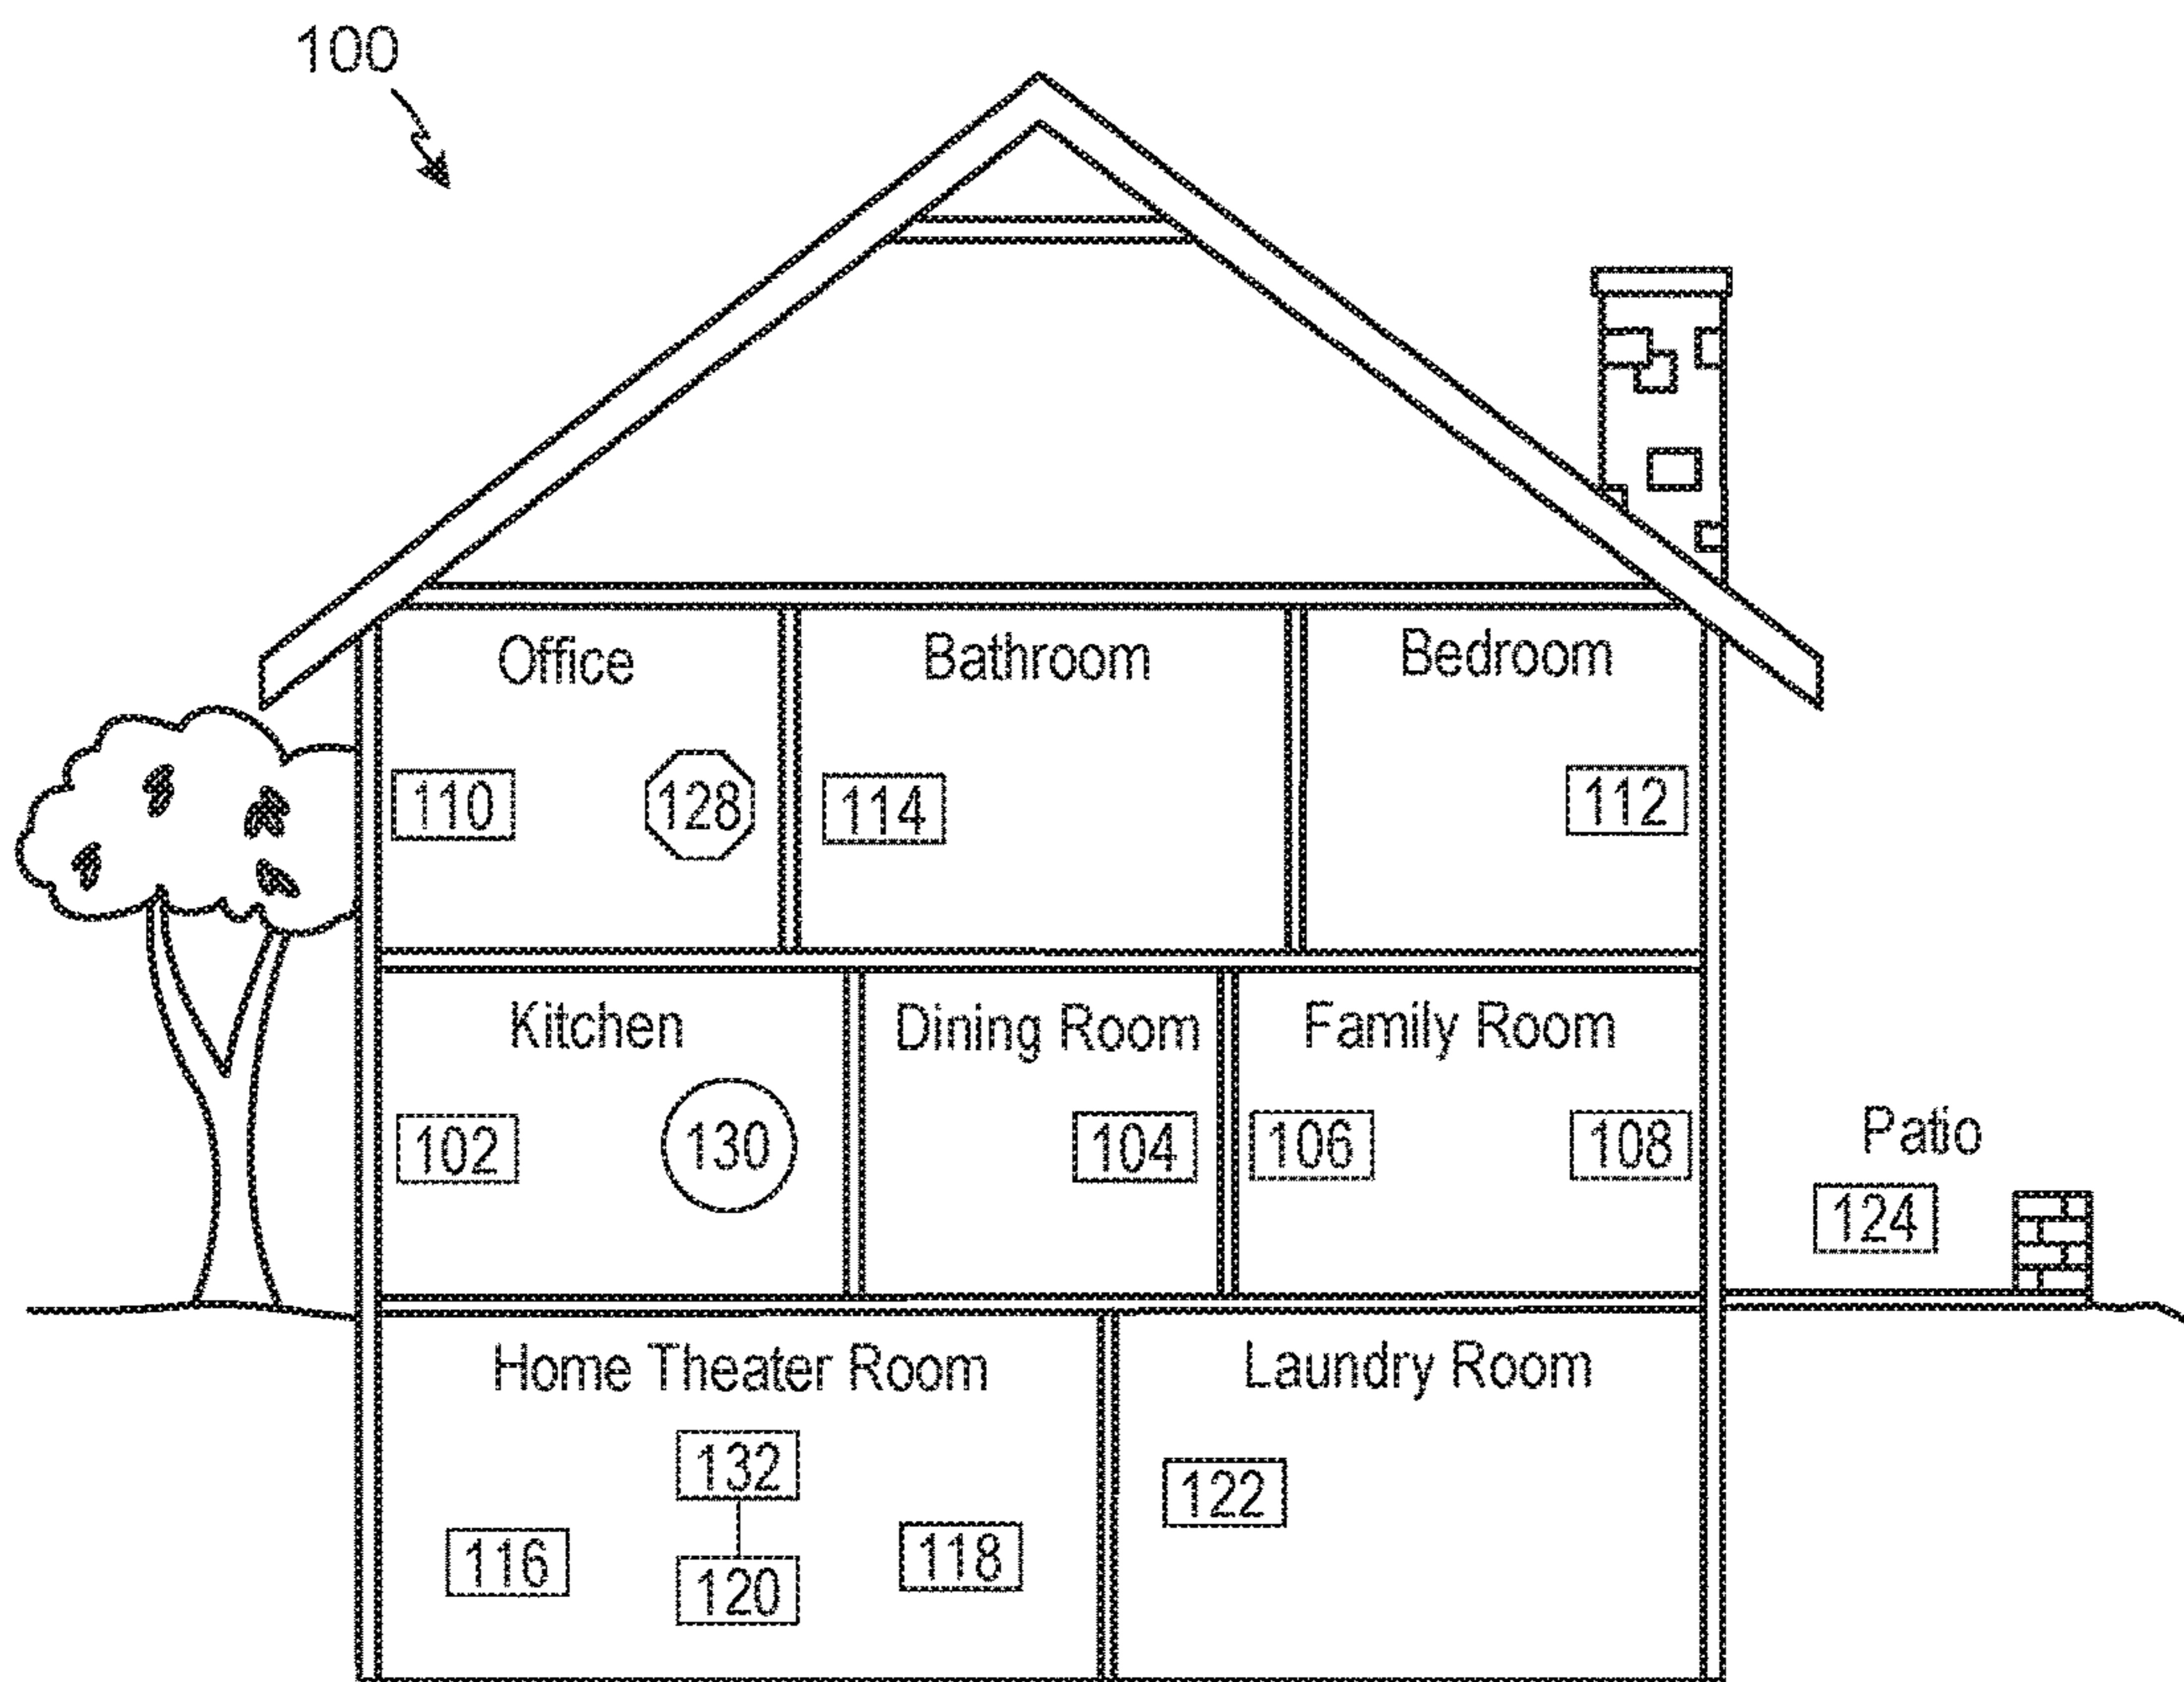 100
Office
Bathroom
Bedroom
110
128
114
112
Kitchen
Dining Room
Family Room
102
130
104
106
108
Patio
124
Home Theater Room
Laundry Room
132
122
116
120
118